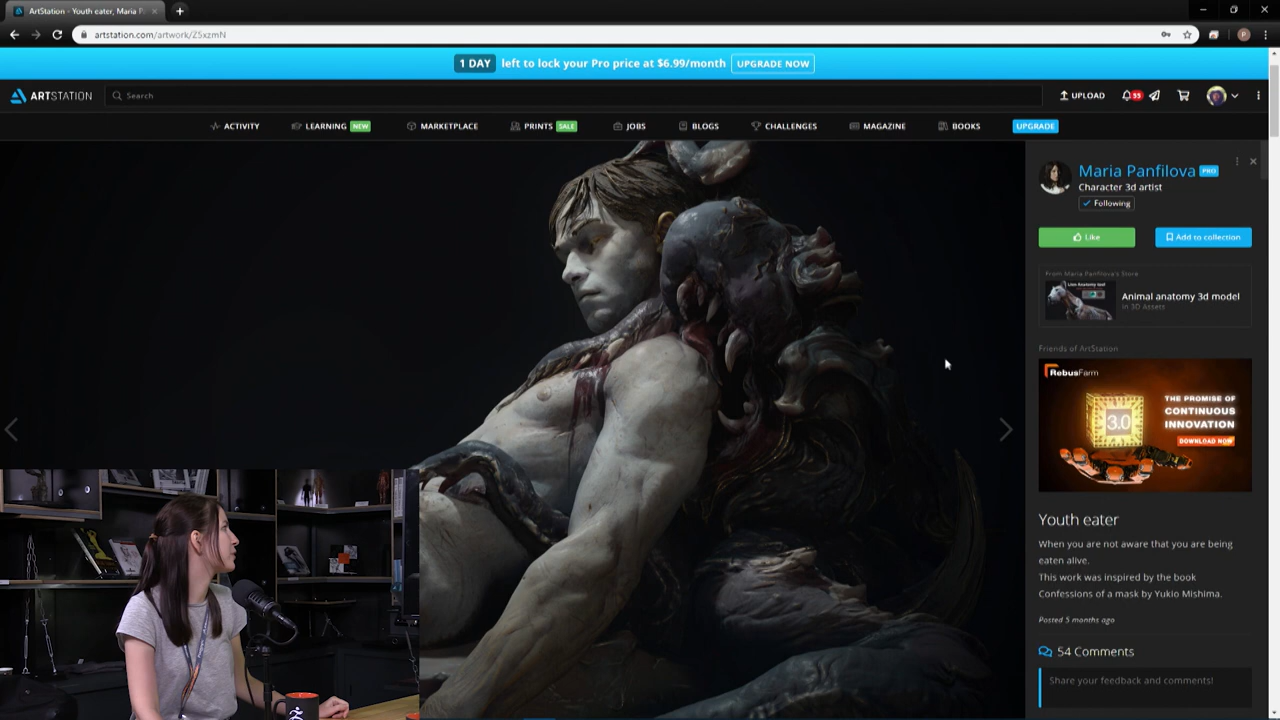 ArtStation - Youth eater, Maria P
artstation.com/artwork/Z5xzmN
P
1 DAY left to lock your Pro price at $6.99/month UPGRADE NOW
ARTSTATION Search UPLOAD 55
ACTIVITY LEARNING NEW MARKETPLACE PRINTS SALE JOBS BLOGS CHALLENGES MAGAZINE BOOKS UPGRADE
Maria Panfilova PRO
Character 3d artist
Following
Like Add to collection
From Maria Panfilova's Store
Animal anatomy 3d model
in 3D Assets
Friends of ArtStation
RebusFarm
3.0
THE PROMISE OF
CONTINUOUS
INNOVATION
DOWNLOAD NOW
Youth eater
When you are not aware that you are being
eaten alive.
This work was inspired by the book
Confessions of a mask by Yukio Mishima.
Posted 5 months ago
54 Comments
Share your feedback and comments!